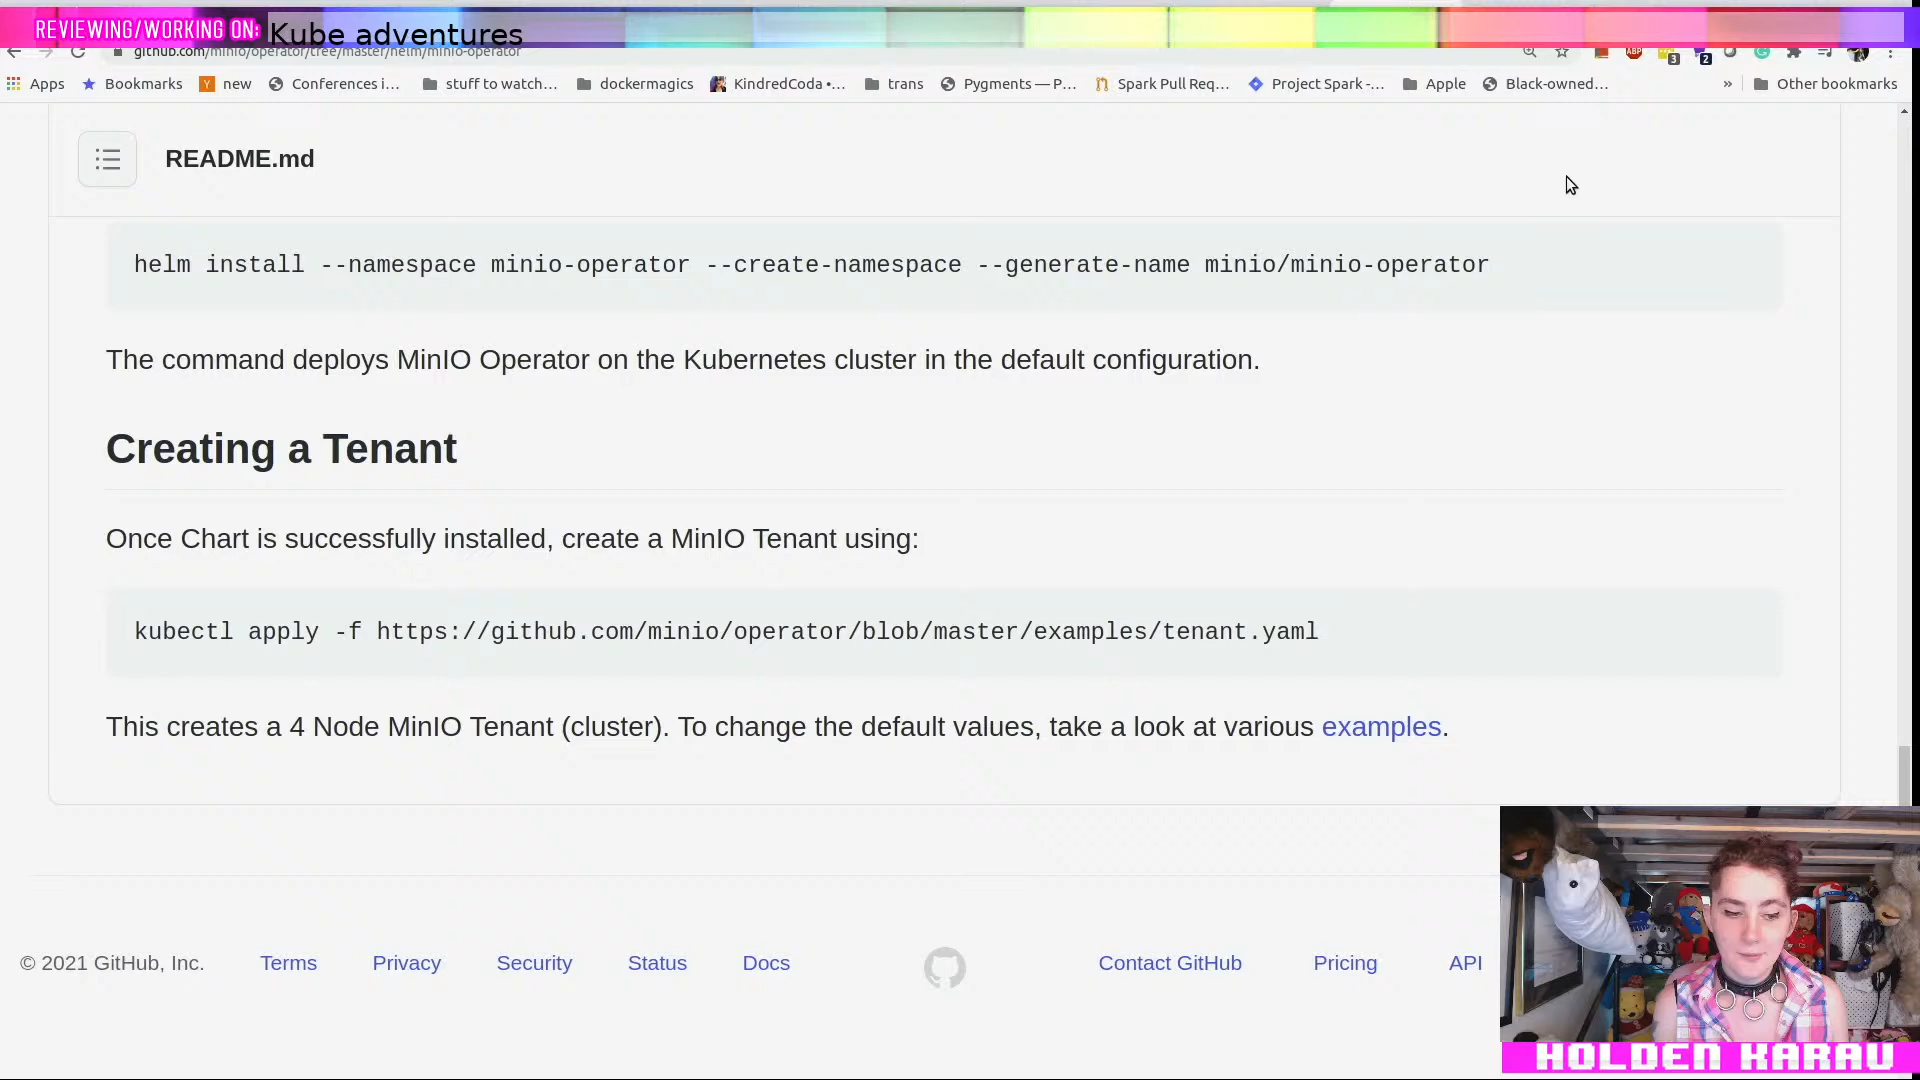 REVIEWING/WORKING ON:
Kube adventures
github.com/minio/operator/tree/master/helm/minio-operator
3
2
Apps
Bookmarks
new
Conferences i...
stuff to watch...
dockermagics
KindredCoda •...
trans
Pygments — P...
Spark Pull Req...
Project Spark -...
Apple
Black-owned...
»
Other bookmarks
README.md
helm install --namespace minio-operator --create-namespace --generate-name minio/minio-operator
The command deploys MinIO Operator on the Kubernetes cluster in the default configuration.
Creating a Tenant
Once Chart is successfully installed, create a MinIO Tenant using:
kubectl apply -f https://github.com/minio/operator/blob/master/examples/tenant.yaml
This creates a 4 Node MinIO Tenant (cluster). To change the default values, take a look at various examples.
© 2021 GitHub, Inc.
Terms
Privacy
Security
Status
Docs
Contact GitHub
Pricing
API
HOLDEN KARAU